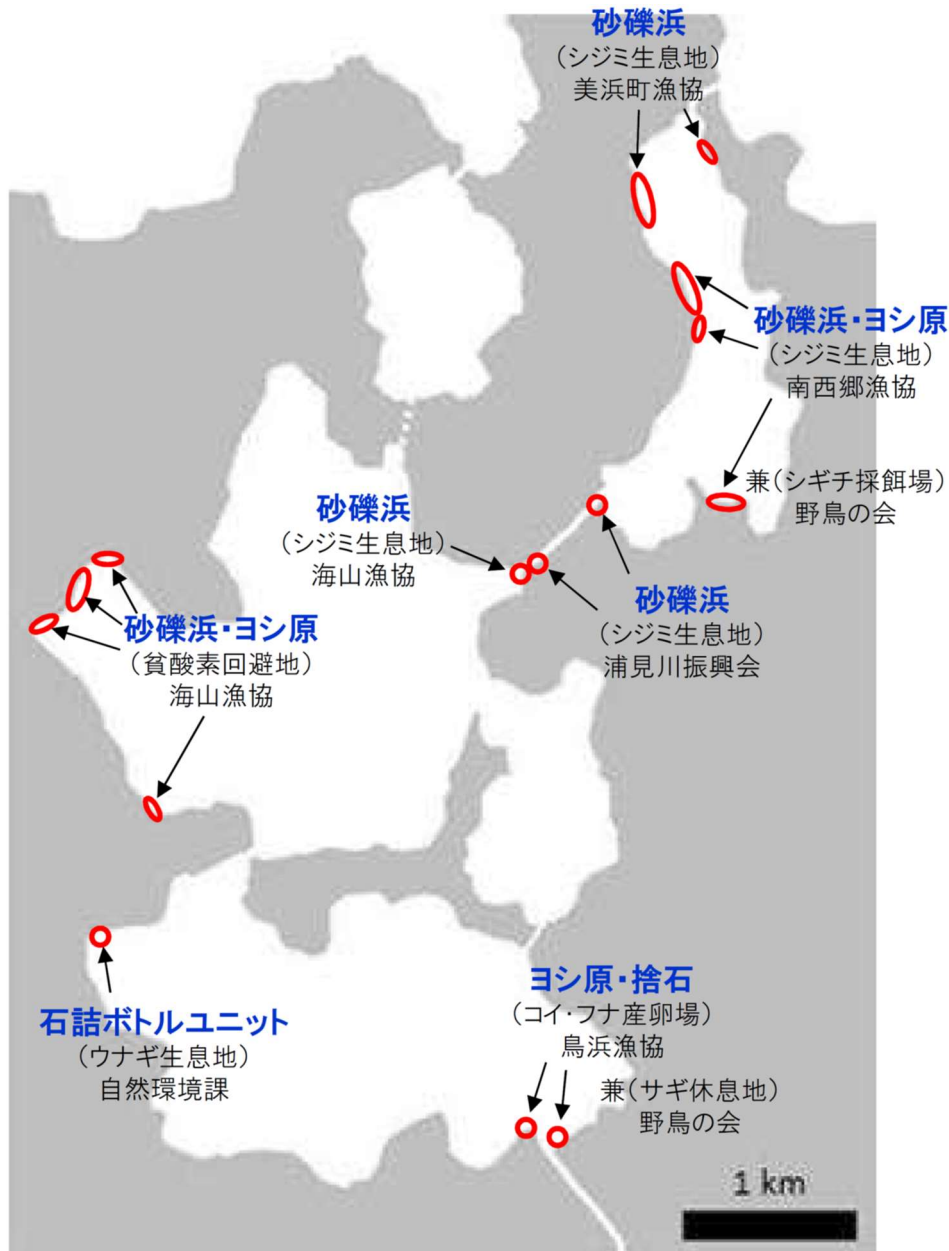 砂礫浜
（シジミ生息地）
美浜町漁協
砂礫浜・ヨシ原
（シジミ生息地）
南西郷漁協
兼（シギチ採餌場）
野鳥の会
砂礫浜
（シジミ生息地）
海山漁協
砂礫浜
（シジミ生息地）
浦見川振興会
砂礫浜・ヨシ原
（貧酸素回避地）
海山漁協
石詰ボトルユニット
（ウナギ生息地）
自然環境課
ヨシ原・捨石
（コイ・フナ産卵場）
鳥浜漁協
兼（サギ休息地）
野鳥の会
1 km